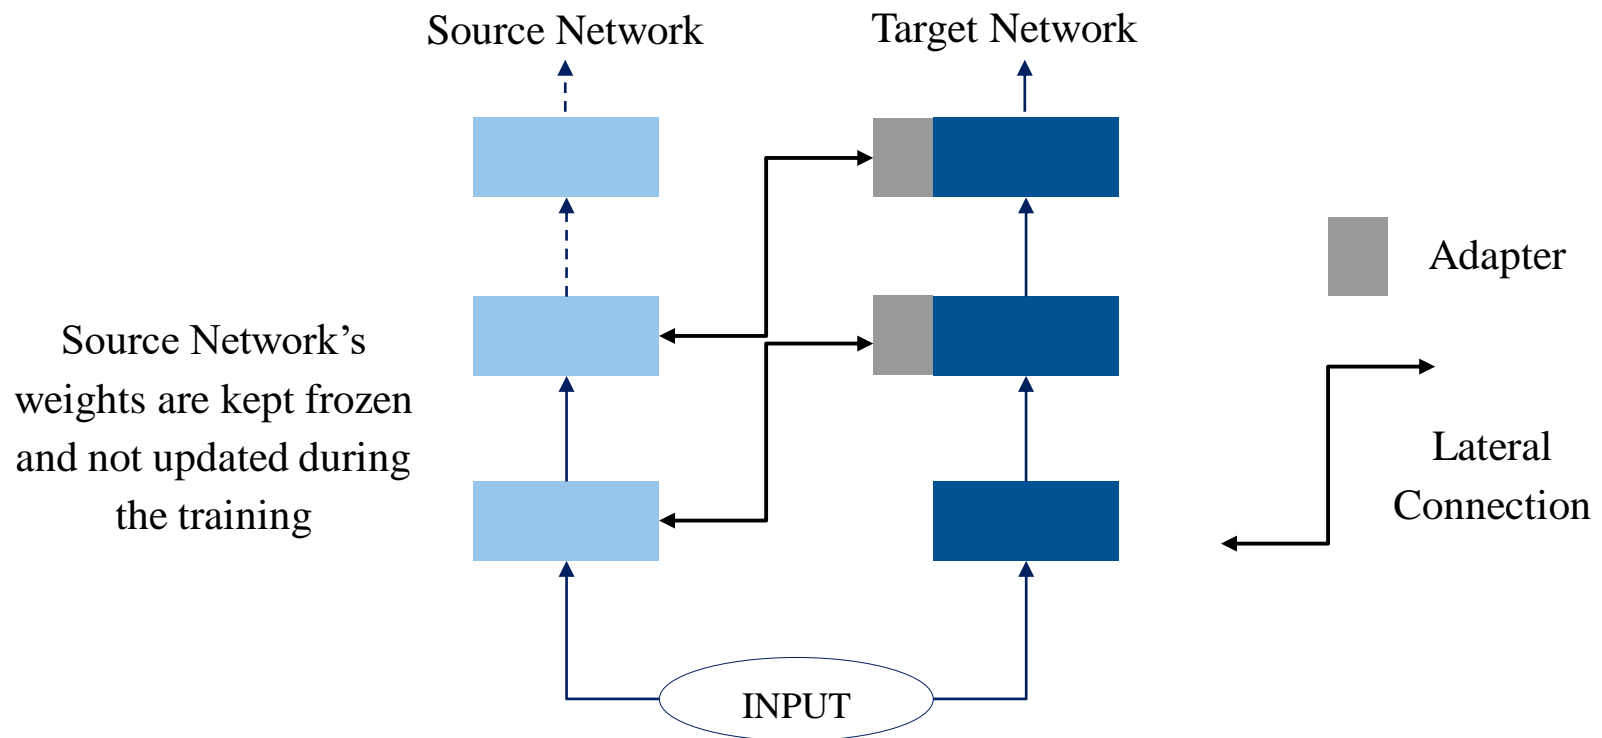 Source Network
Target Network
Adapter
Source Network’s
weights are kept frozen
and not updated during
the training
Lateral
Connection
INPUT